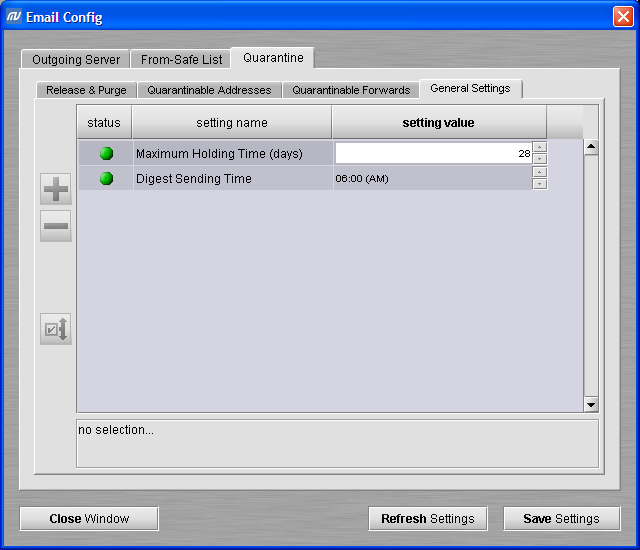 Email Config
Outgoing Server From-Safe List Quarantine
Release & Purge Quarantinable Addresses Quarantinable Forwards General Settings
status setting name setting value
Maximum Holding Time (days) 28
Digest Sending Time 06:00 (AM)
no selection...
Close Window Refresh Settings Save Settings